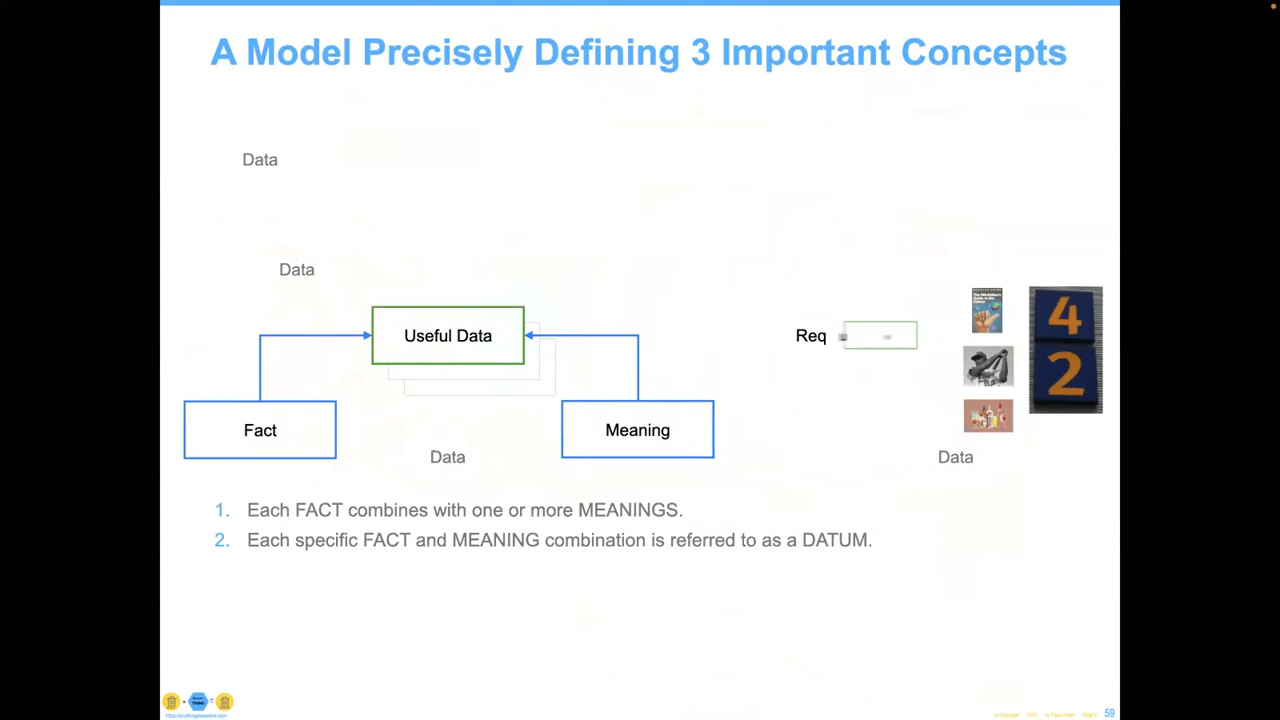 A Model Precisely Defining 3 Important Concepts
Data
Data
Useful Data
Req
4
2
Fact
Meaning
Data
Data
1. Each FACT combines with one or more MEANINGS.
2. Each specific FACT and MEANING combination is referred to as a DATUM.
59